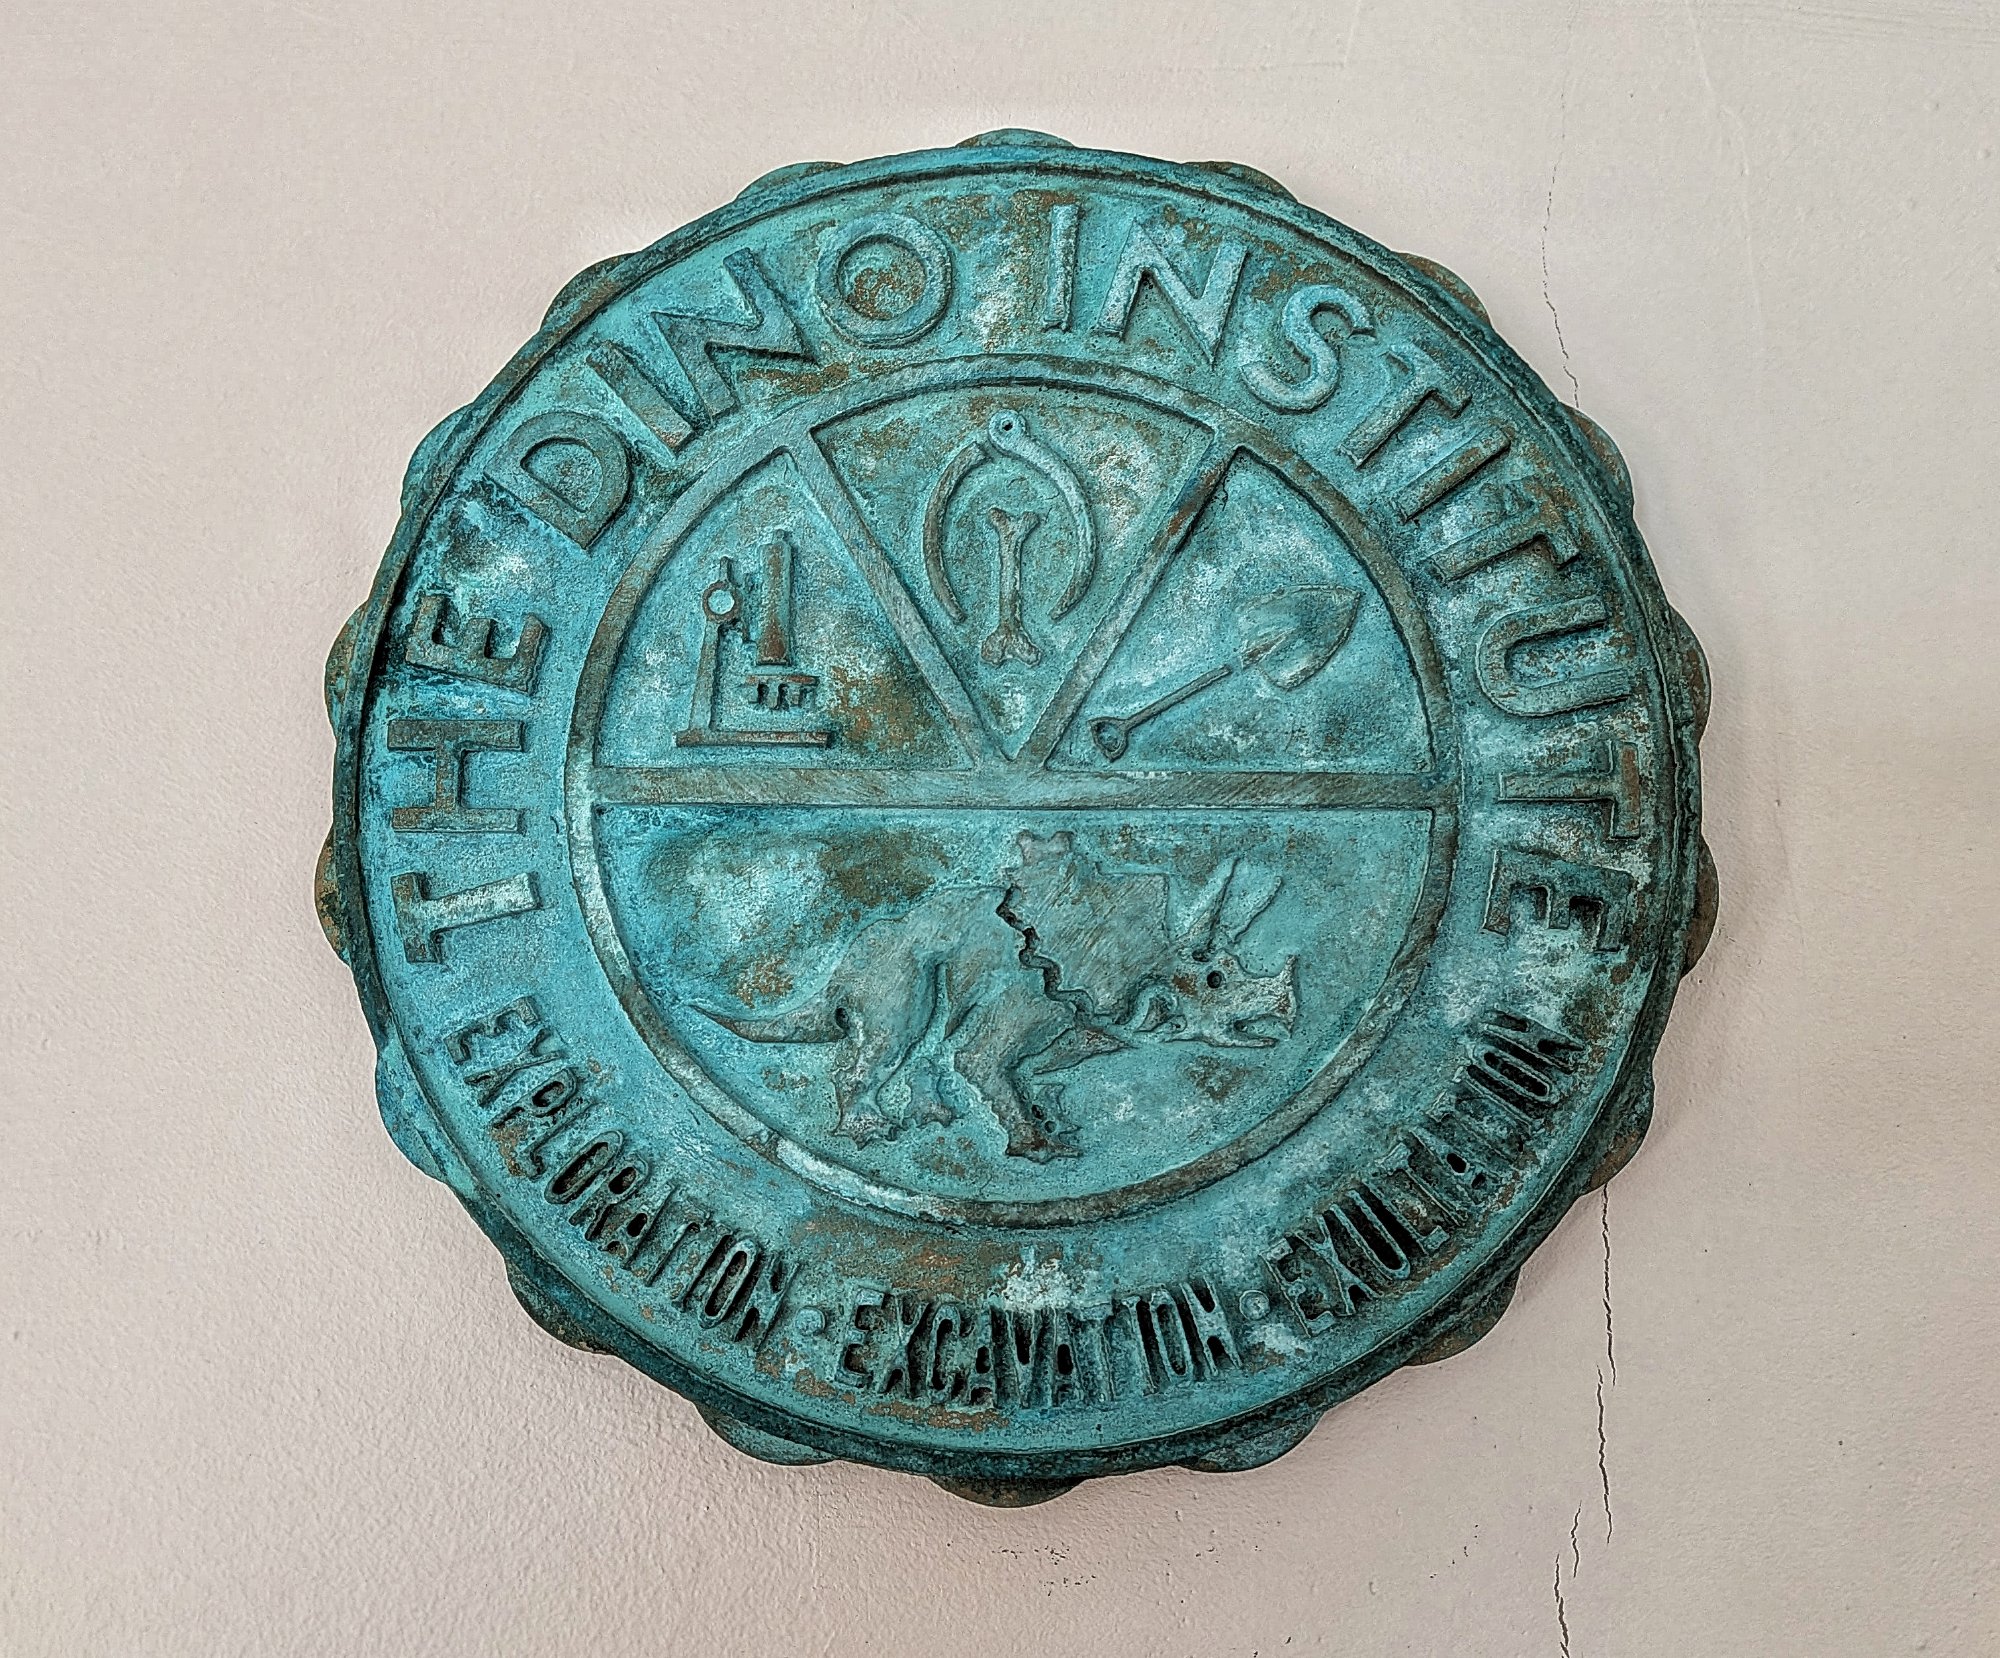 THE DINO INSTITUTE
EXPLORATION • EXCAVATION • EXULTATION